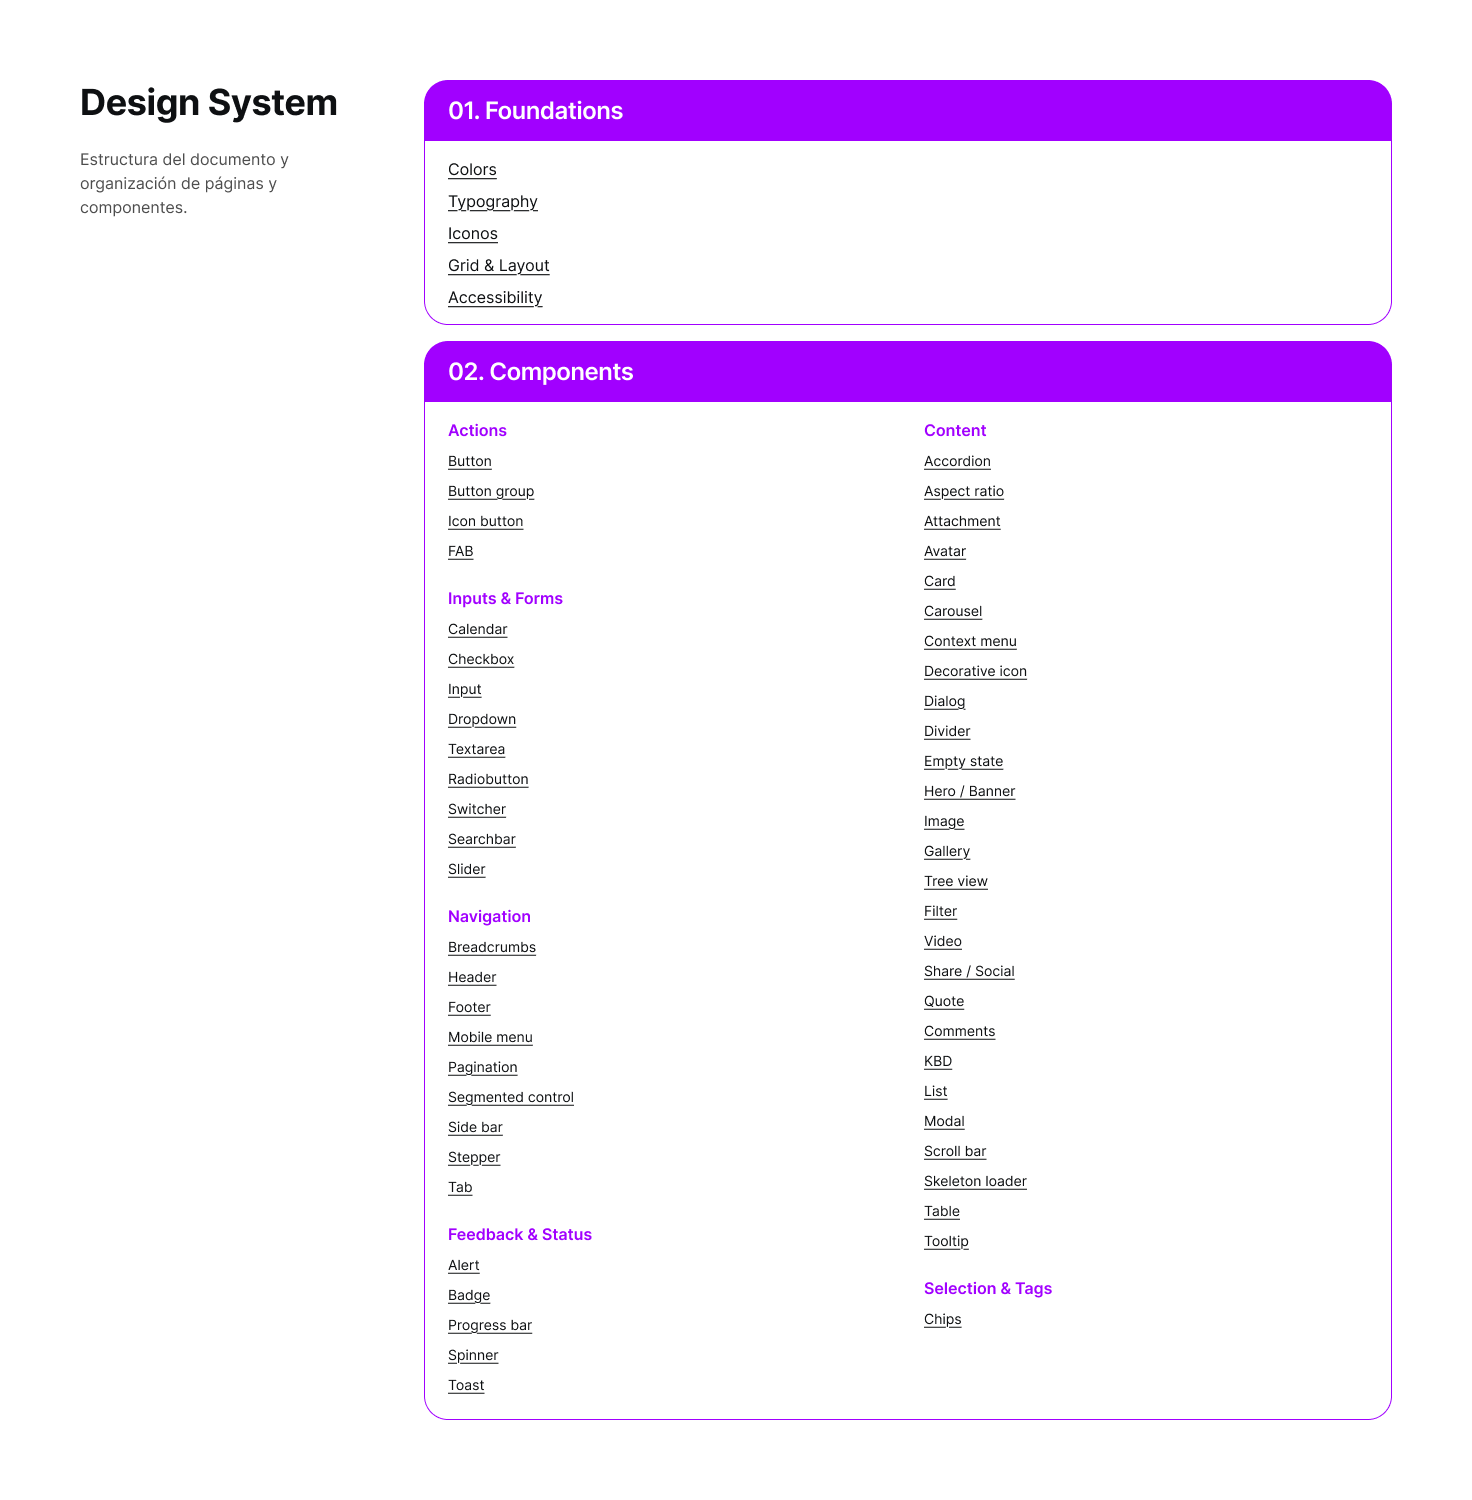 Design System
Estructura del documento y
organización de páginas y
componentes.
01. Foundations
Colors
Typography
Iconos
Grid & Layout
Accessibility
02. Components
Actions
Button
Button group
Icon button
FAB
Inputs & Forms
Calendar
Checkbox
Input
Dropdown
Textarea
Radiobutton
Switcher
Searchbar
Slider
Navigation
Breadcrumbs
Header
Footer
Mobile menu
Pagination
Segmented control
Side bar
Stepper
Tab
Feedback & Status
Alert
Badge
Progress bar
Spinner
Toast
Content
Accordion
Aspect ratio
Attachment
Avatar
Card
Carousel
Context menu
Decorative icon
Dialog
Divider
Empty state
Hero / Banner
Image
Gallery
Tree view
Filter
Video
Share / Social
Quote
Comments
KBD
List
Modal
Scroll bar
Skeleton loader
Table
Tooltip
Selection & Tags
Chips